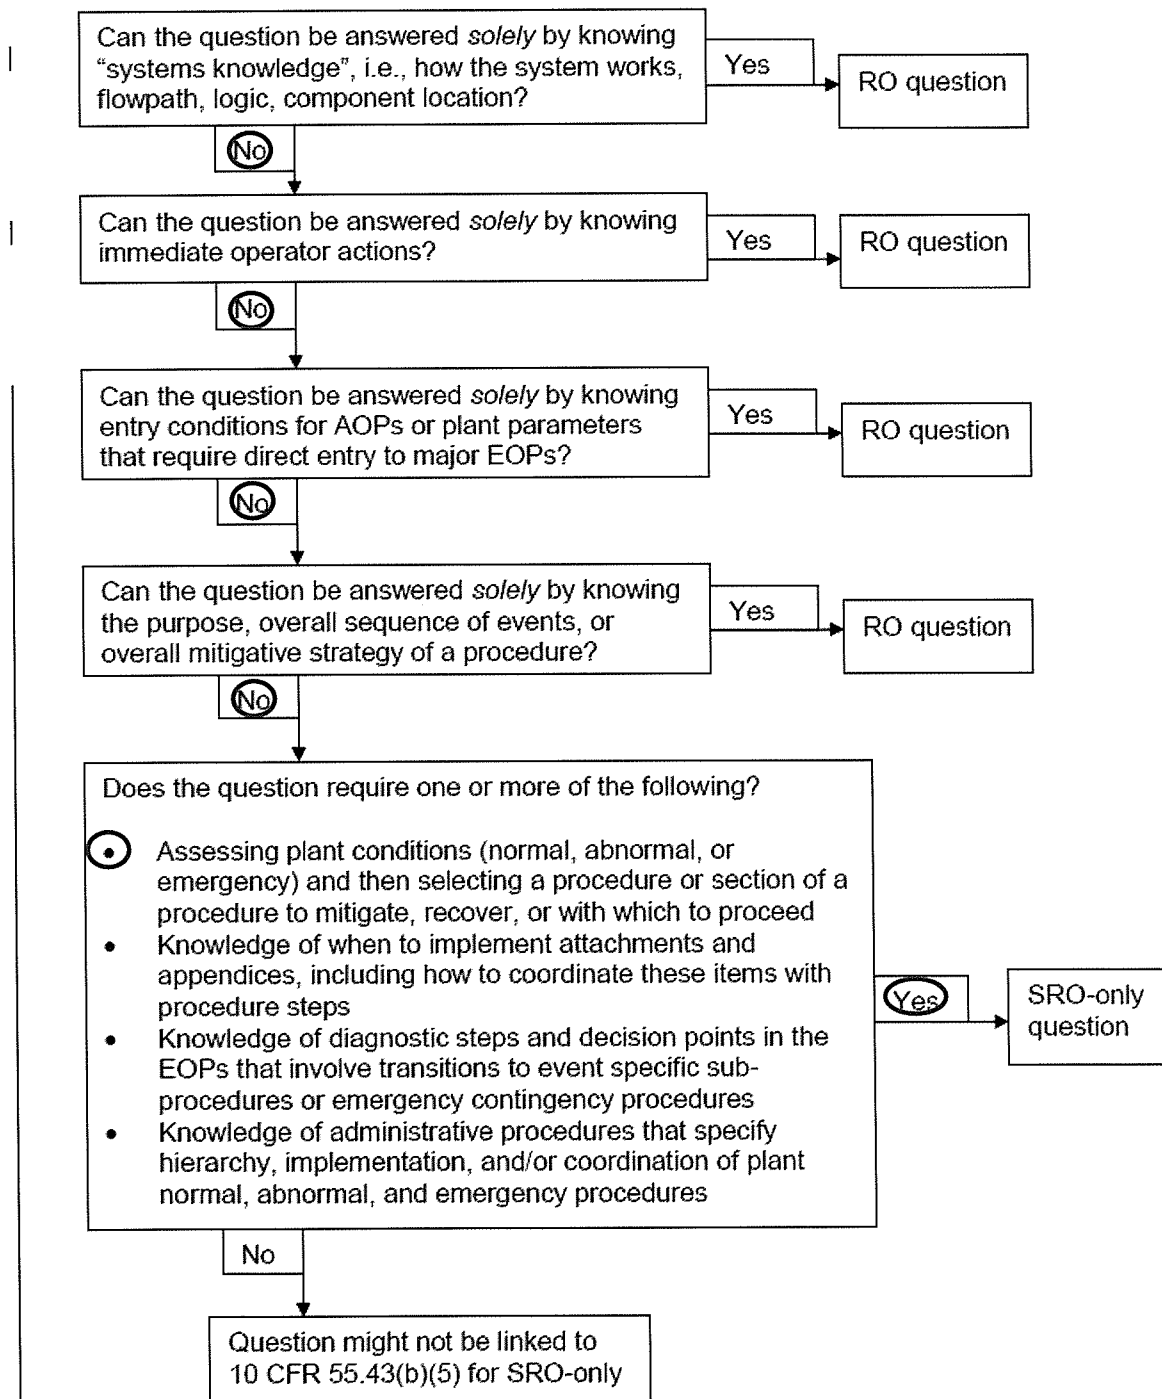 Can the question be answered solely by knowing
"systems knowledge", i.e., how the system works,
flowpath, logic, component location?
Yes
RO question
No
Can the question be answered solely by knowing
immediate operator actions?
Yes
RO question
No
Can the question be answered solely by knowing
entry conditions for AOPs or plant parameters
that require direct entry to major EOPs?
Yes
RO question
No
Can the question be answered solely by knowing
the purpose, overall sequence of events, or
overall mitigative strategy of a procedure?
Yes
RO question
No
Does the question require one or more of the following?
• Assessing plant conditions (normal, abnormal, or
emergency) and then selecting a procedure or section of a
procedure to mitigate, recover, or with which to proceed
• Knowledge of when to implement attachments and
appendices, including how to coordinate these items with
procedure steps
• Knowledge of diagnostic steps and decision points in the
EOPs that involve transitions to event specific sub-
procedures or emergency contingency procedures
• Knowledge of administrative procedures that specify
hierarchy, implementation, and/or coordination of plant
normal, abnormal, and emergency procedures
Yes
SRO-only
question
No
Question might not be linked to
10 CFR 55.43(b)(5) for SRO-only